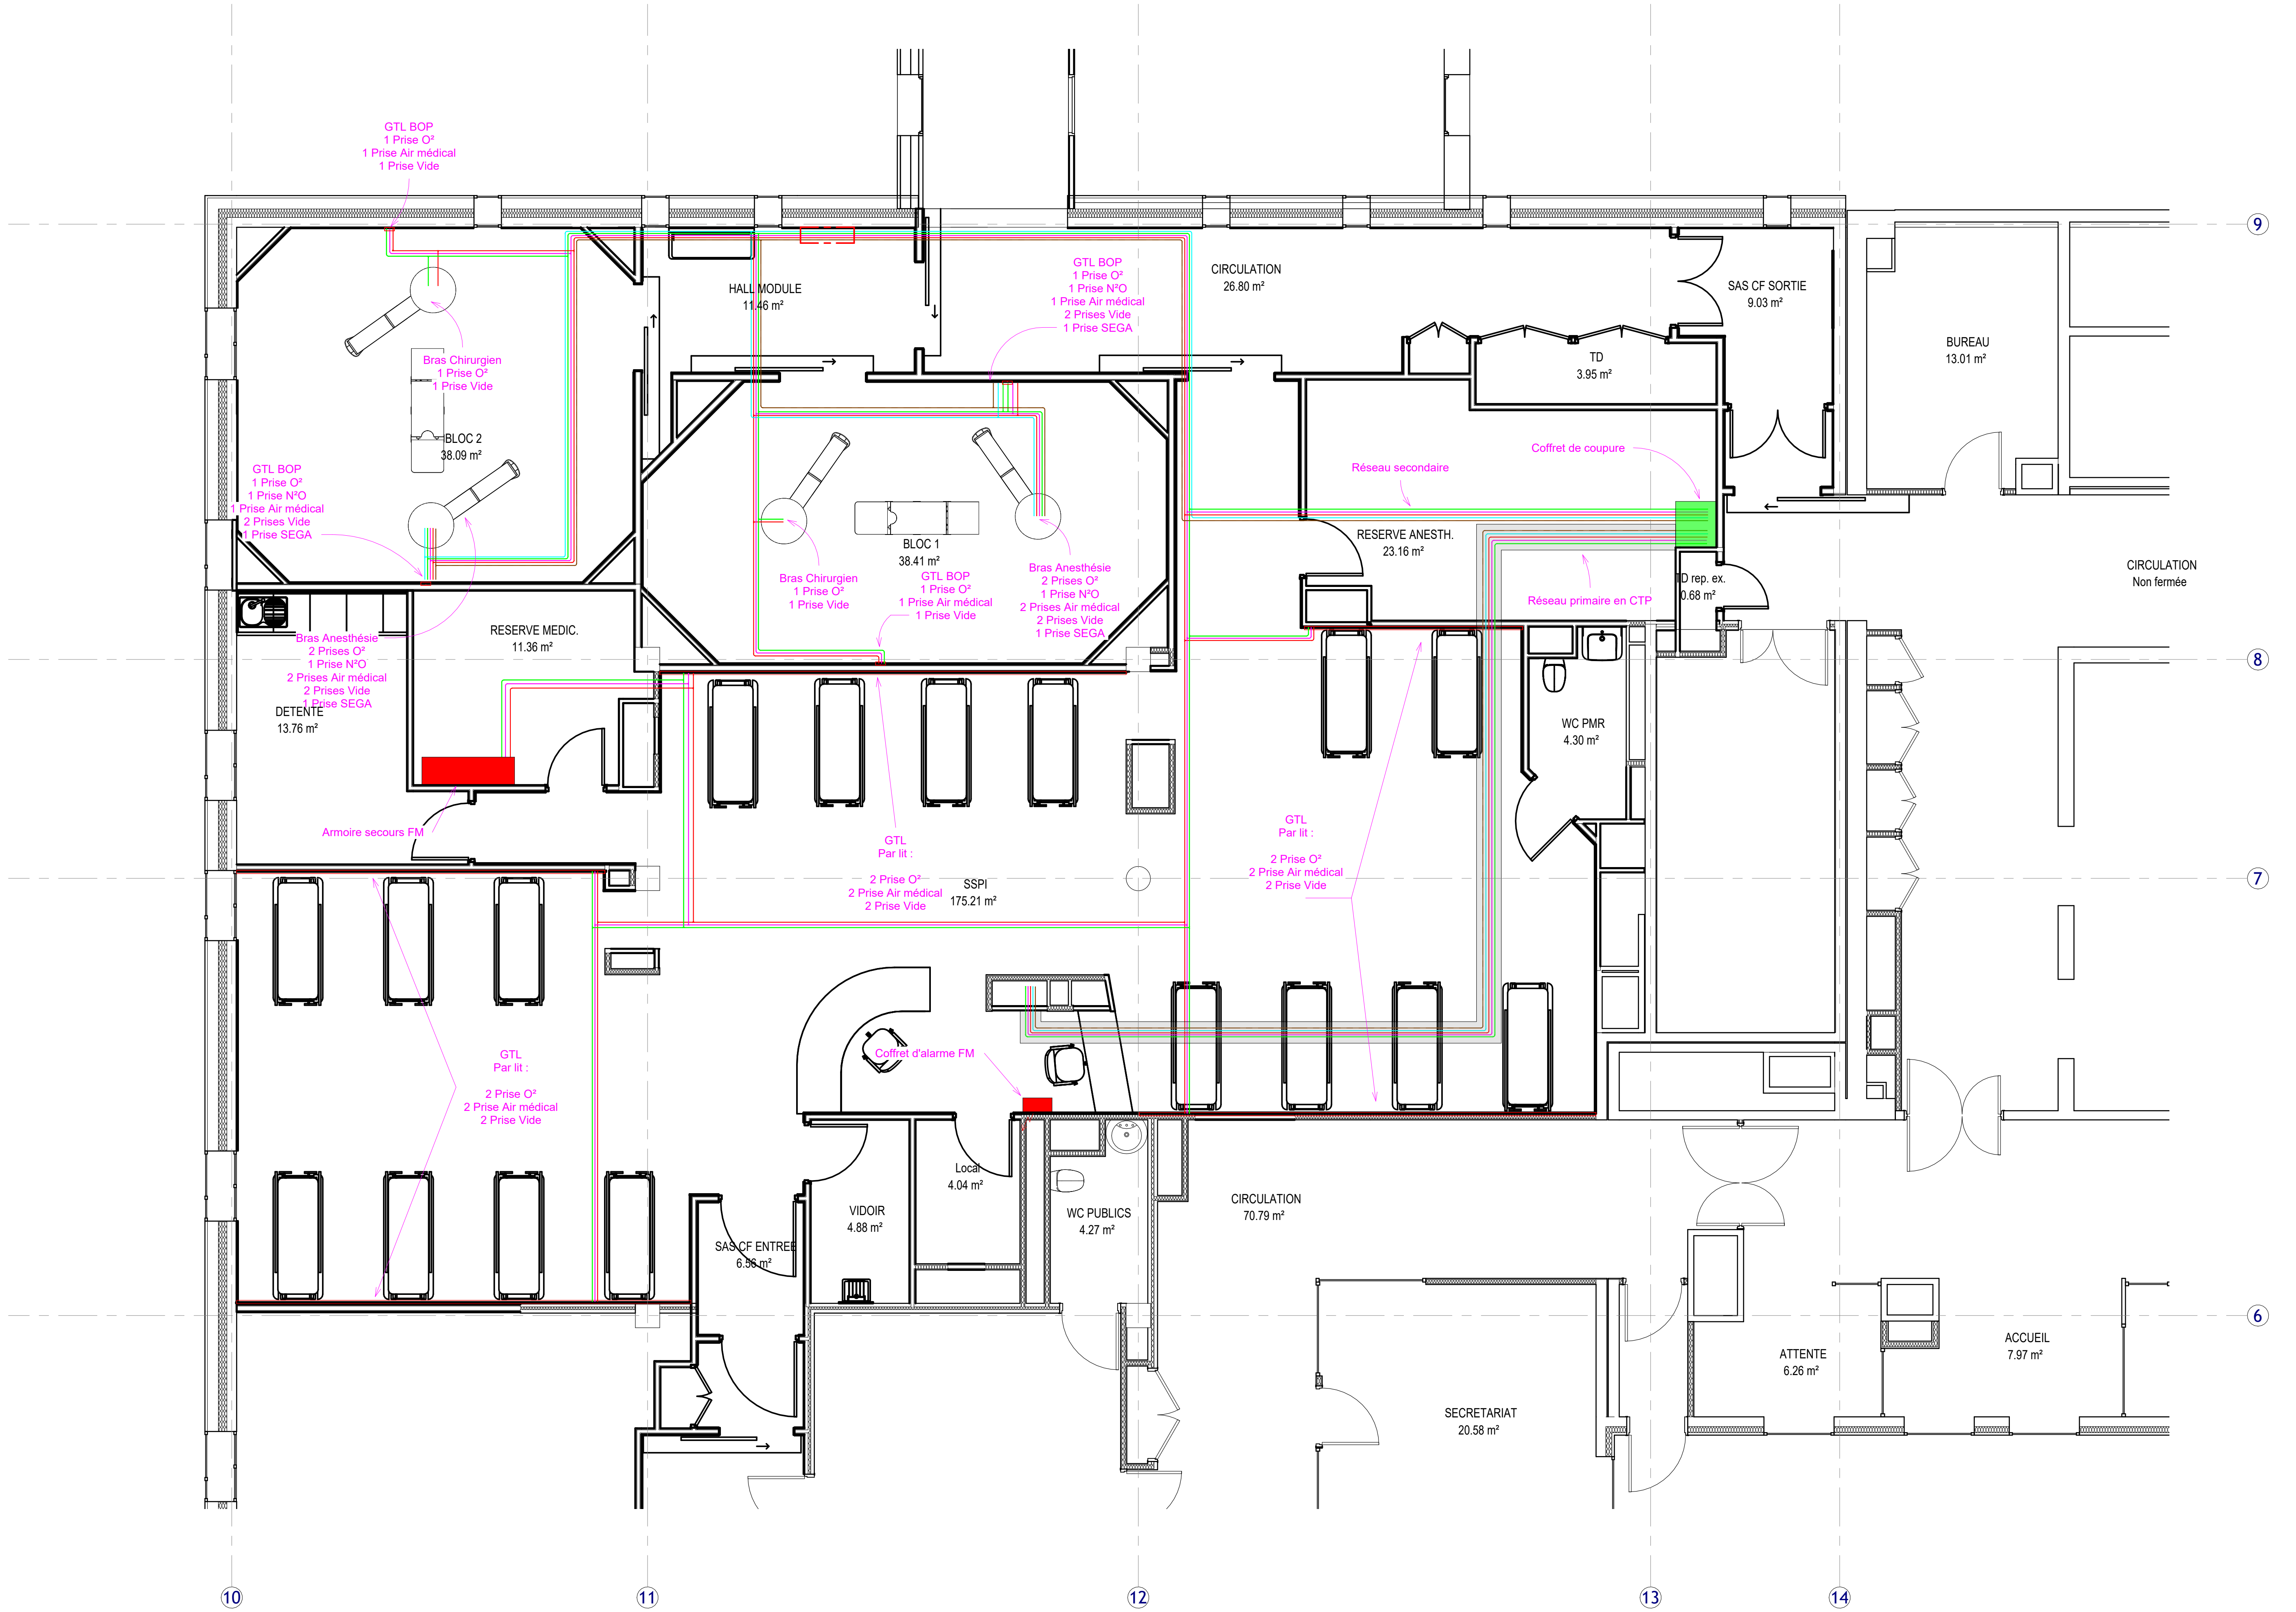 GTL BOP
1 Prise O²
1 Prise Air médical
1 Prise Vide
9
GTL BOP
1 Prise O²
1 Prise N²O
1 Prise Air médical
2 Prises Vide
1 Prise SEGA
CIRCULATION
26.80 m²
HALL MODULE
11.46 m²
SAS CF SORTIE
9.03 m²
BUREAU
13.01 m²
TD
3.95 m²
Bras Chirurgien
1 Prise O²
1 Prise Vide
BLOC 2
38.09 m²
Coffret de coupure
Réseau secondaire
GTL BOP
1 Prise O²
1 Prise N²O
1 Prise Air médical
2 Prises Vide
1 Prise SEGA
RESERVE ANESTH.
23.16 m²
BLOC 1
38.41 m²
CIRCULATION
Non fermée
Bras Chirurgien
1 Prise O²
1 Prise Vide
GTL BOP
1 Prise O²
1 Prise Air médical
1 Prise Vide
Bras Anesthésie
2 Prises O²
1 Prise N²O
2 Prises Air médical
2 Prises Vide
1 Prise SEGA
TD rep. ex.
0.68 m²
Réseau primaire en CTP
RESERVE MEDIC.
11.36 m²
Bras Anesthésie
2 Prises O²
1 Prise N²O
2 Prises Air médical
2 Prises Vide
1 Prise SEGA
8
DETENTE
13.76 m²
WC PMR
4.30 m²
Armoire secours FM
GTL
Par lit :
2 Prise O²
2 Prise Air médical
2 Prise Vide
GTL
Par lit :
2 Prise O²
2 Prise Air médical
2 Prise Vide
SSPI
175.21 m²
7
Coffret d'alarme FM
GTL
Par lit :
2 Prise O²
2 Prise Air médical
2 Prise Vide
Local
4.04 m²
VIDOIR
4.88 m²
WC PUBLICS
4.27 m²
CIRCULATION
70.79 m²
SAS CF ENTREE
6.56 m²
6
ATTENTE
6.26 m²
ACCUEIL
7.97 m²
SECRETARIAT
20.58 m²
10
11
12
13
14